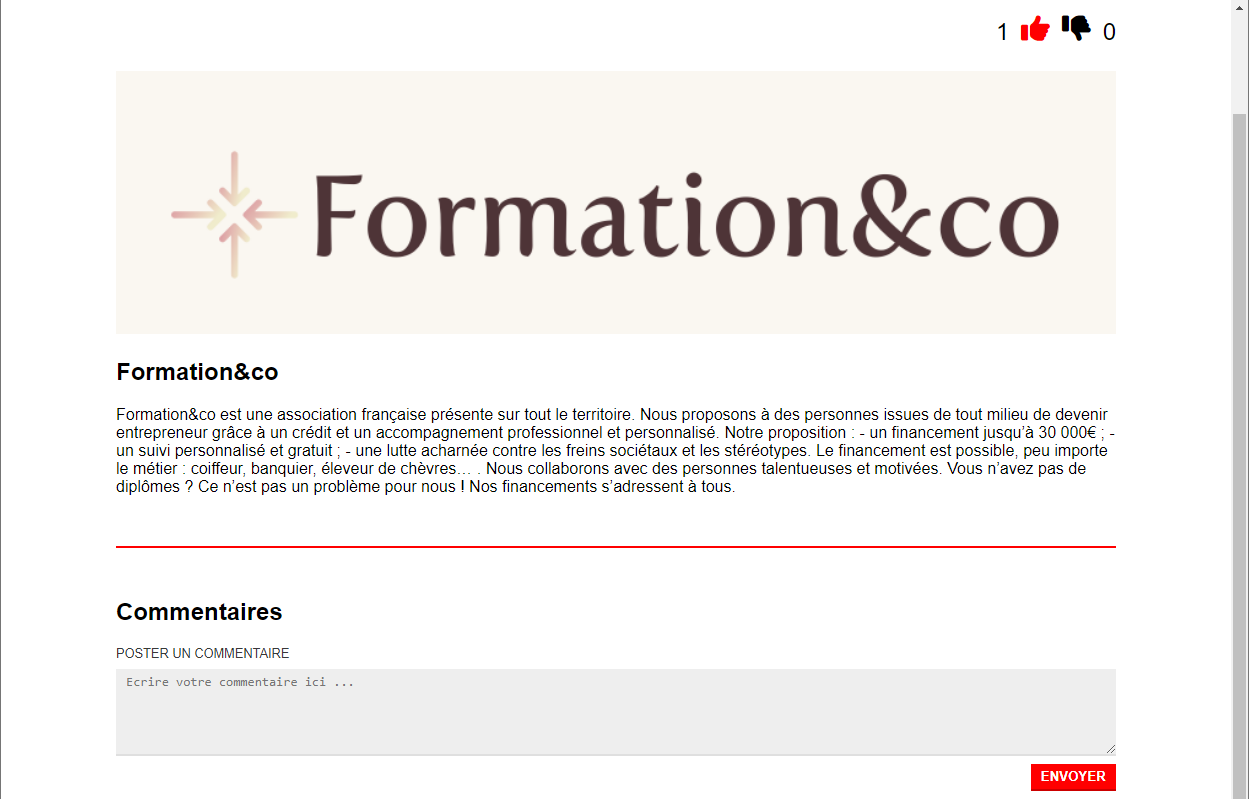 1 0
Formation&co
Formation&co
Formation&co est une association française présente sur tout le territoire. Nous proposons à des personnes issues de tout milieu de devenir
entrepreneur grâce à un crédit et un accompagnement professionnel et personnalisé. Notre proposition : - un financement jusqu’à 30 000€ ; -
un suivi personnalisé et gratuit ; - une lutte acharnée contre les freins sociétaux et les stéréotypes. Le financement est possible, peu importe
le métier : coiffeur, banquier, éleveur de chèvres… . Nous collaborons avec des personnes talentueuses et motivées. Vous n’avez pas de
diplômes ? Ce n’est pas un problème pour nous ! Nos financements s’adressent à tous.
Commentaires
POSTER UN COMMENTAIRE
Ecrire votre commentaire ici ...
ENVOYER